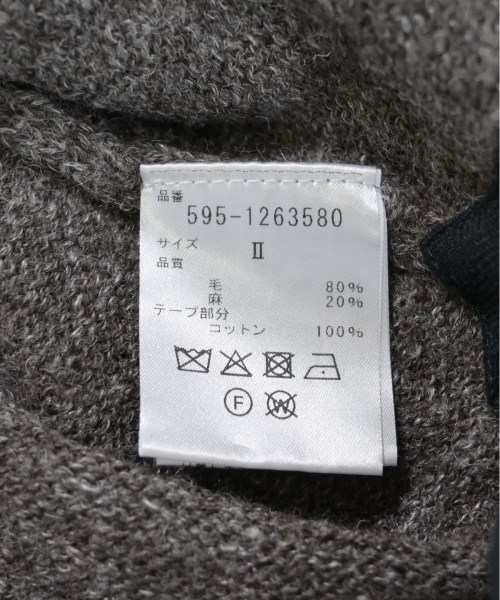 品番
595-1263580
サイズ Ⅱ
品質
毛 80%
麻 20%
テープ部分
コットン 100%
F W